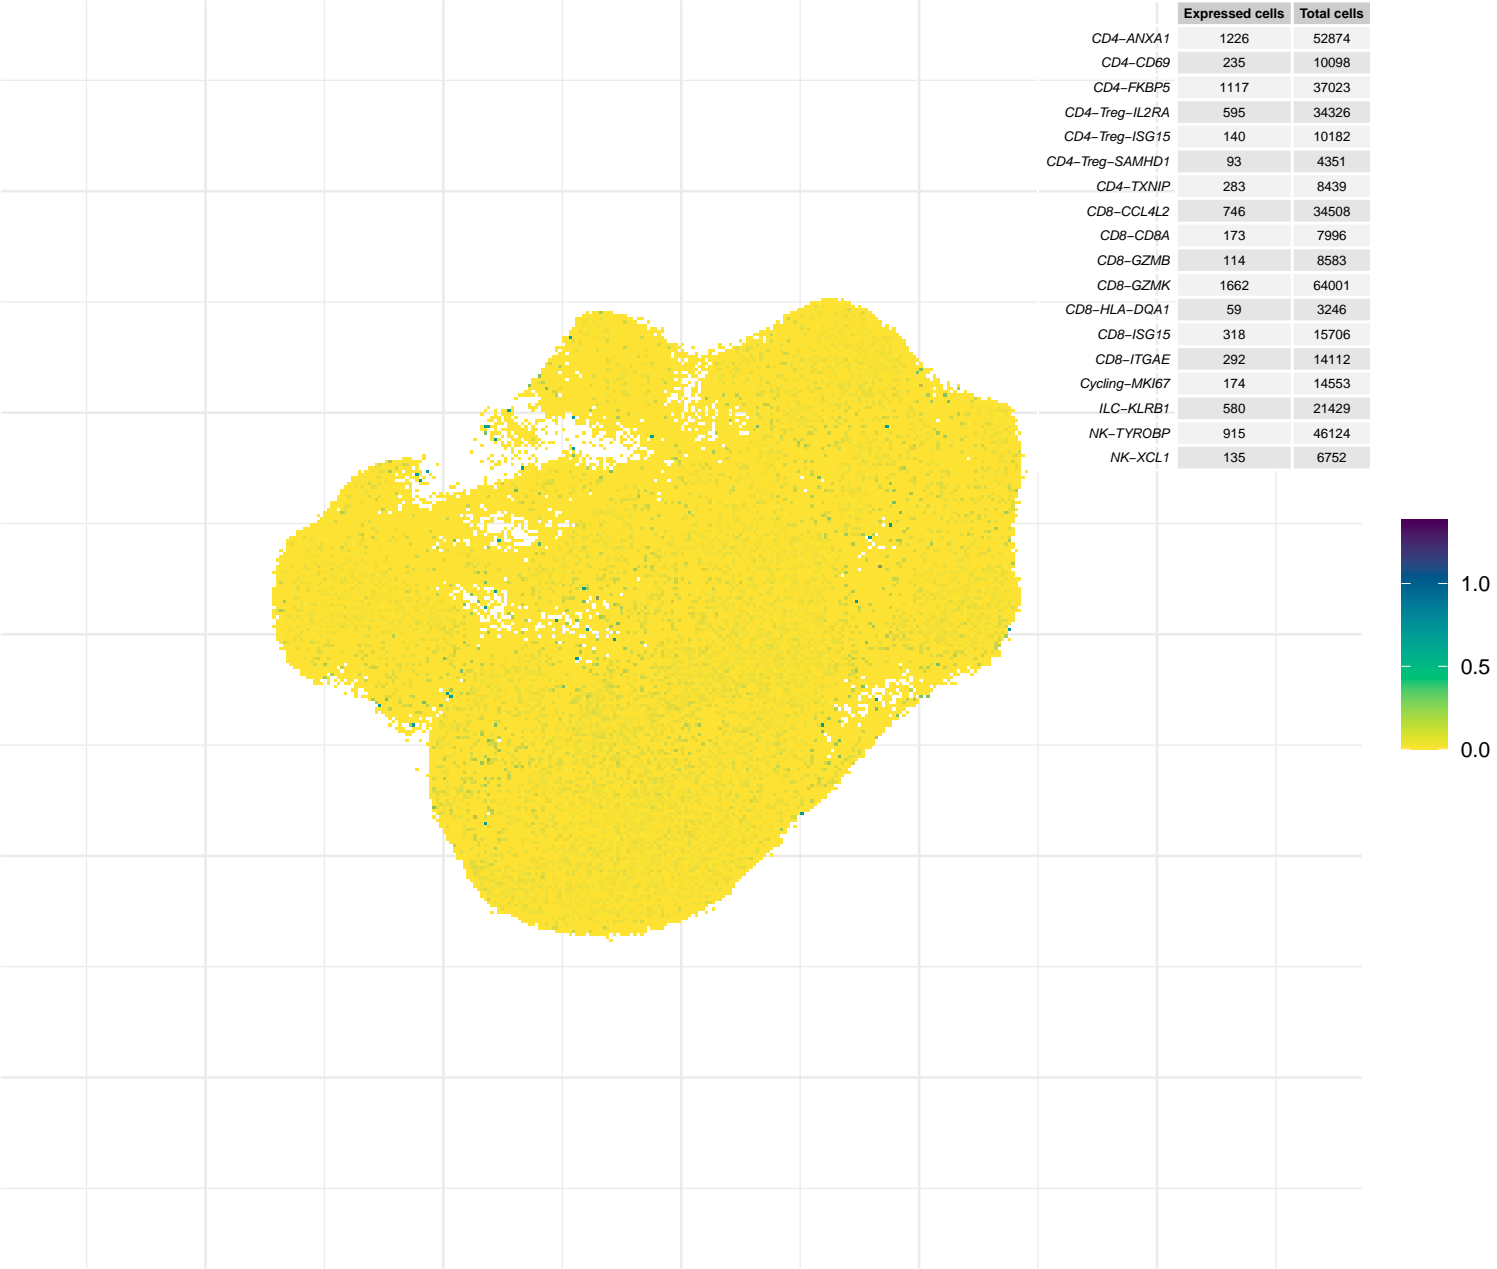 Expressed cells Total cells
CD4−ANXA1 1226 52874
CD4−CD69 235 10098
CD4−FKBP5 1117 37023
CD4−Treg−IL2RA 595 34326
CD4−Treg−ISG15 140 10182
CD4−Treg−SAMHD1 93 4351
CD4−TXNIP 283 8439
CD8−CCL4L2 746 34508
CD8−CD8A 173 7996
CD8−GZMB 114 8583
CD8−GZMK 1662 64001
CD8−HLA−DQA1 59 3246
CD8−ISG15 318 15706
CD8−ITGAE 292 14112
Cycling−MKI67 174 14553
ILC−KLRB1 580 21429
NK−TYROBP 915 46124
NK−XCL1 135 6752
1.0
0.5
0.0